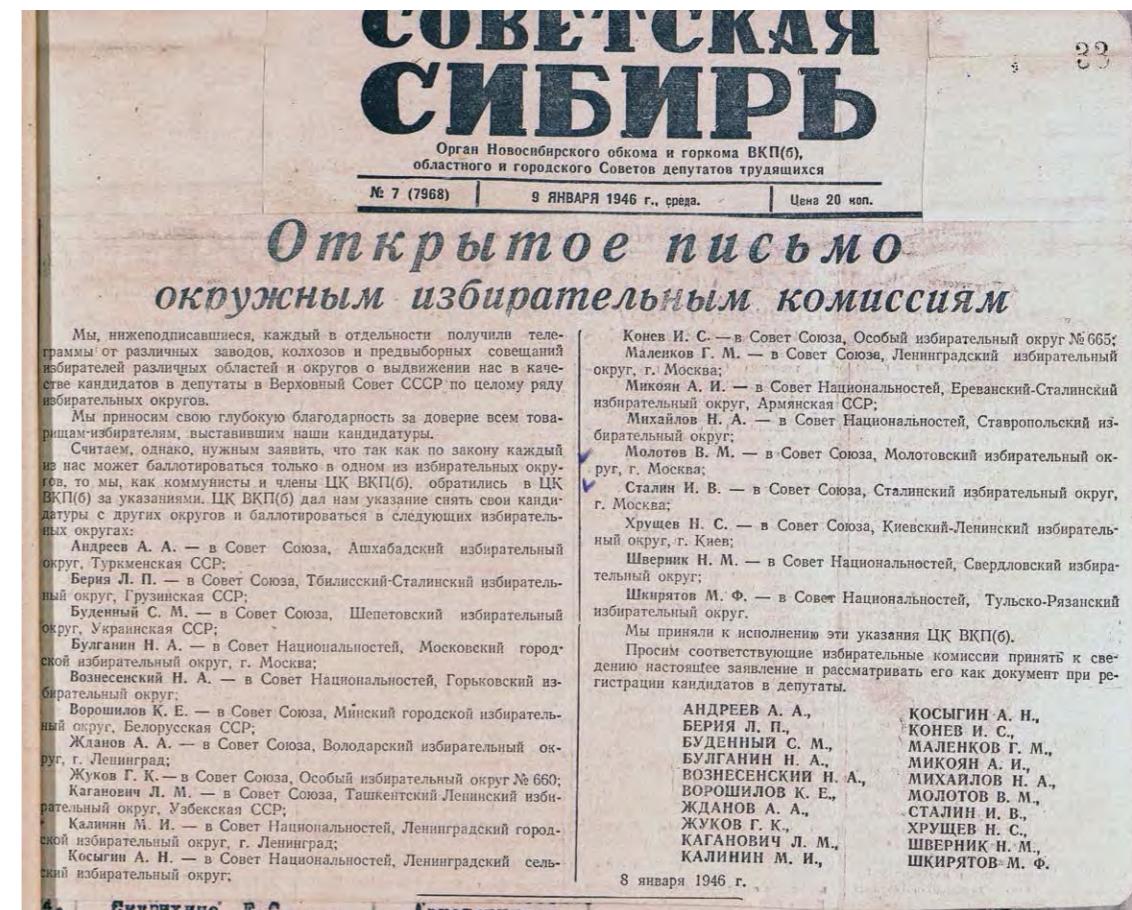 СОВЕТСКАЯ
СИБИРЬ
33
Орган Новосибирского обкома и горкома ВКП(б),
областного и городского Советов депутатов трудящихся
№ 7 (7968)
9 ЯНВАРЯ 1946 г., среда.
Цена 20 коп.
Открытое письмо
окружным избирательным комиссиям
Мы, нижеподписавшиеся, каждый в отдельности получили теле-
граммы от различных заводов, колхозов и предвыборных совещаний
избирателей различных областей и округов о выдвижении нас в каче-
стве кандидатов в депутаты в Верховный Совет СССР по целому ряду
избирательных округов.
Мы приносим свою глубокую благодарность за доверие всем това-
рищам-избирателям, выставившим наши кандидатуры.
Считаем, однако, нужным заявить, что так как по закону каждый
из нас может баллотироваться только в одном из избирательных окру-
гов, то мы, как коммунисты и члены ЦК ВКП(б). обратились в ЦК
ВКП(б) за указаниями. ЦК ВКП(б) дал нам указание снять свои канди-
датуры с других округов и баллотироваться в следующих избиратель-
ных округах:
Андреев А. А. — в Совет Союза, Ашхабадский избирательный
округ, Туркменская ССР;
Берия Л. П. — в Совет Союза, Тбилисский-Сталинский избиратель-
ный округ, Грузинская ССР;
Буденный С. М. — в Совет Союза, Шепетовский избирательный
округ, Украинская ССР;
Булганин Н. А. — в Совет Национальностей, Московский город-
ской избирательный округ, г. Москва;
Вознесенский Н. А. — в Совет Национальностей, Горьковский из-
бирательный округ;
Ворошилов К. Е. — в Совет Союза, Минский городской избиратель-
ный округ, Белорусская ССР;
Жданов А. А. — в Совет Союза, Володарский избирательный ок-
руг, г. Ленинград;
Жуков Г. К. — в Совет Союза, Особый избирательный округ № 660;
Каганович Л. М. — в Совет Союза, Ташкентский Ленинский изби-
рательный округ, Узбекская ССР;
Калинин М. И. — в Совет Национальностей, Ленинградский город-
ской избирательный округ, г. Ленинград;
Косыгин А. Н. — в Совет Национальностей, Ленинградский сель-
ский избирательный округ;
Конев И. С. — в Совет Союза, Особый избирательный округ № 665;
Маленков Г. М. — в Совет Союза, Ленинградский избирательный
округ, г. Москва;
Микоян А. И. — в Совет Национальностей, Ереванский-Сталинский
избирательный округ, Армянская ССР;
Михайлов Н. А. — в Совет Национальностей, Ставропольский из-
бирательный округ;
Молотов В. М. — в Совет Союза, Молотовский избирательный ок-
руг, г. Москва;
Сталин И. В. — в Совет Союза, Сталинский избирательный округ,
г. Москва;
Хрущев Н. С. — в Совет Союза, Киевский-Ленинский избиратель-
ный округ, г. Киев;
Шверник Н. М. — в Совет Национальностей, Свердловский избира-
тельный округ;
Шкирятов М. Ф. — в Совет Национальностей, Тульско-Рязанский
избирательный округ.
Мы приняли к исполнению эти указания ЦК ВКП(б).
Просим соответствующие избирательные комиссии принять к све-
дению настоящее заявление и рассматривать его как документ при ре-
гистрации кандидатов в депутаты.
АНДРЕЕВ А. А.,
БЕРИЯ Л. П.,
БУДЕННЫЙ С. М.,
БУЛГАНИН Н. А.,
ВОЗНЕСЕНСКИЙ Н. А.,
ВОРОШИЛОВ К. Е.,
ЖДАНОВ А. А.,
ЖУКОВ Г. К.,
КАГАНОВИЧ Л. М.,
КАЛИНИН М. И.,
КОСЫГИН А. Н.,
КОНЕВ И. С.,
МАЛЕНКОВ Г. М.,
МИКОЯН А. И.,
МИХАЙЛОВ Н. А.,
МОЛОТОВ В. М.,
СТАЛИН И. В.,
ХРУЩЕВ Н. С.,
ШВЕРНИК Н. М.,
ШКИРЯТОВ М. Ф.
8 января 1946 г.